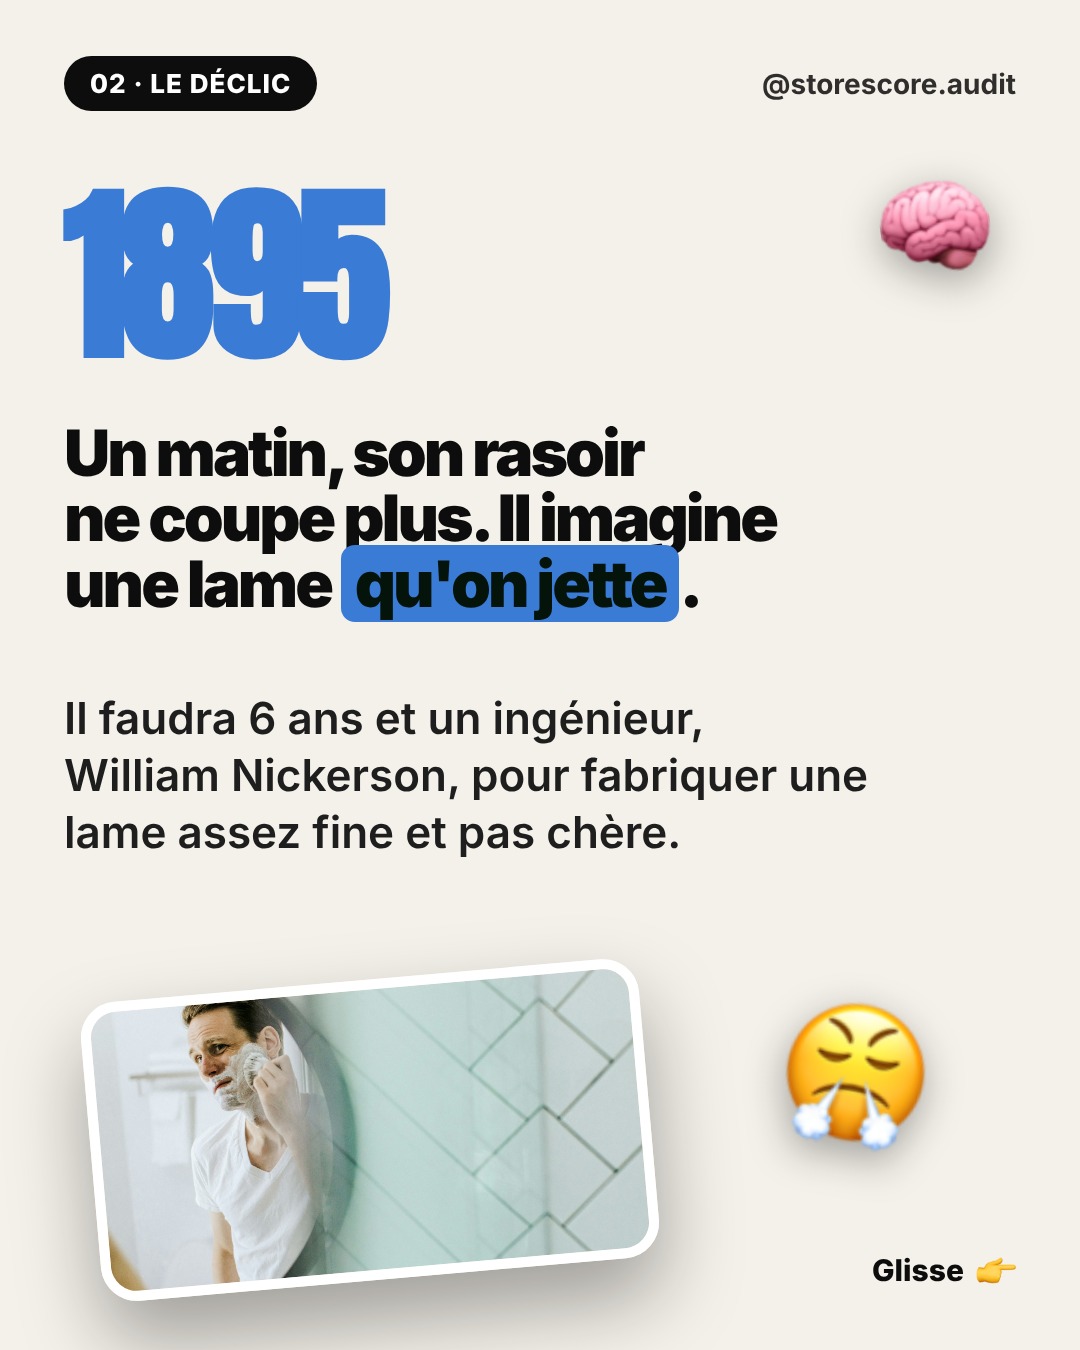 02 · LE DÉCLIC
@storescore.audit
1895
Un matin, son rasoir
ne coupe plus. Il imagine
une lame qu'on jette.
Il faudra 6 ans et un ingénieur,
William Nickerson, pour fabriquer une
lame assez fine et pas chère.
Glisse 👉